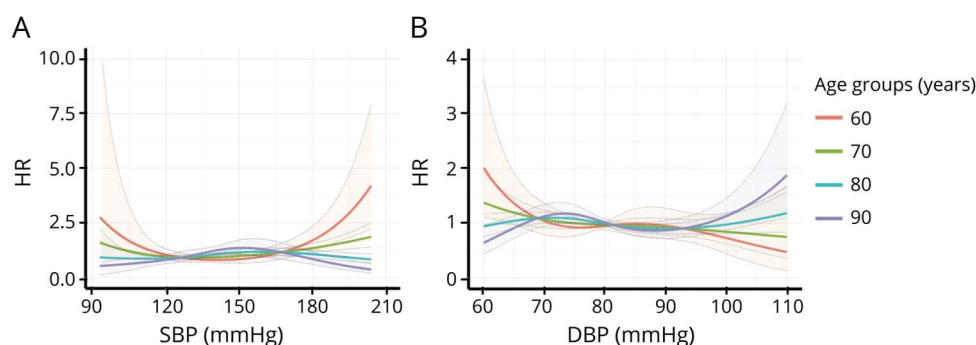 A
HR
10.0
7.5
5.0
2.5
0.0
90 120 150 180 210
SBP (mmHg)
B
HR
4
3
2
1
0
60 70 80 90 100 110
DBP (mmHg)
Age groups (years)
60
70
80
90